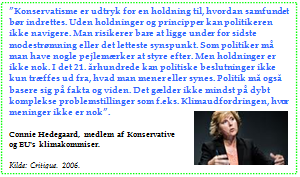 "Konservatisme er udtryk for en holdning til, hvordan samfundet
bør indrettes. Uden holdninger og principper kan politikeren
ikke navigere. Man risikerer bare at ligge under for sidste
modestrømning eller det letteste synspunkt. Som politiker må
man have nogle pejlemærker at styre efter. Men holdninger er
ikke nok. I det 21. århundrede kan politiske beslutninger ikke
kun træffes ud fra, hvad man mener eller synes. Politik må også
basere sig på fakta og viden. Det gælder ikke mindst på dybt
komplekse problemstillinger som f.eks. Klimaudfordringen, hvor
meninger ikke er nok".
Connie Hedegaard, medlem af Konservative
og EU's klimakommisær.
Kilde: Critique, 2006.